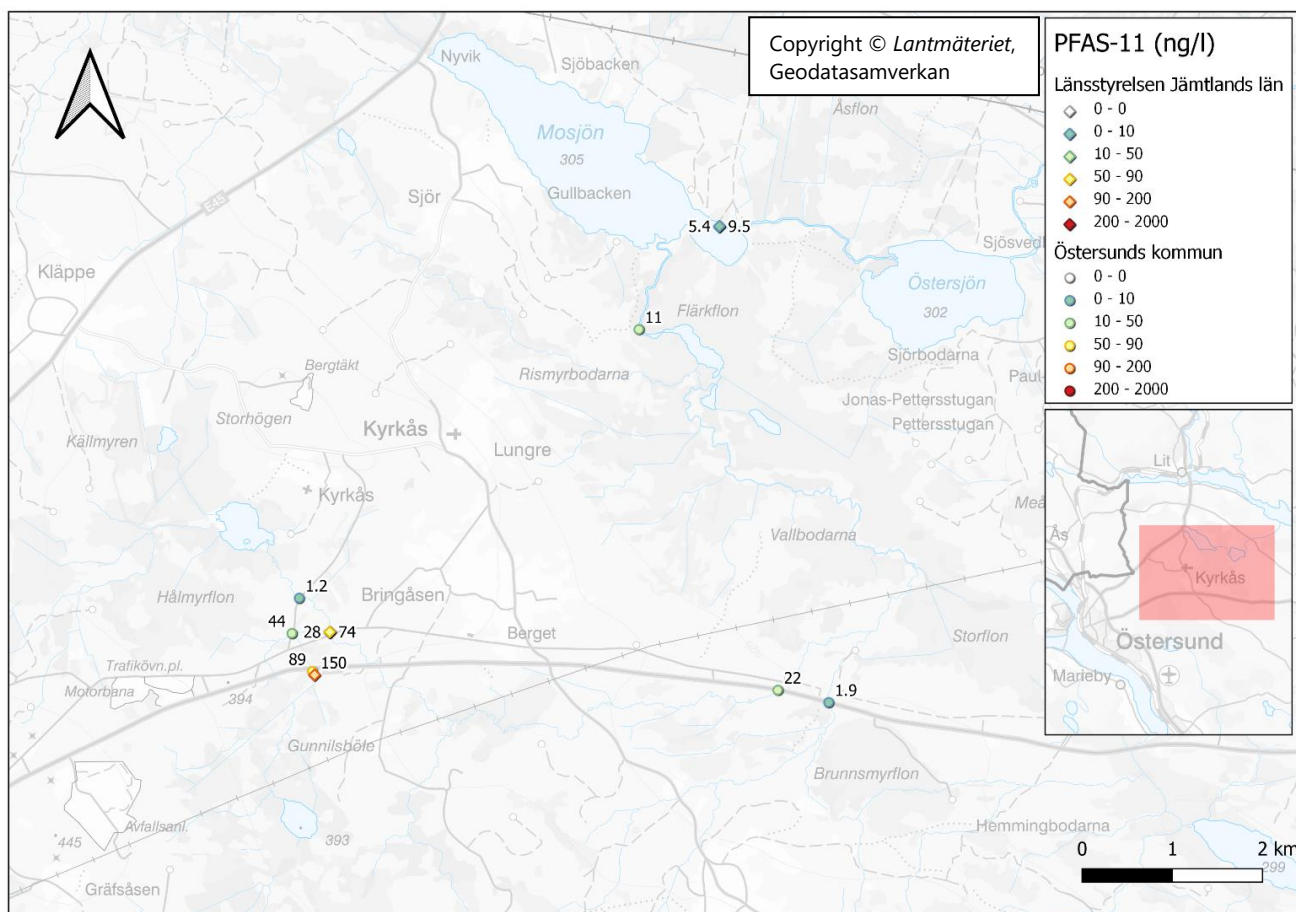 Copyright © Lantmäteriet,
Geodatasamverkan
PFAS-11 (ng/l)
Länsstyrelsen Jämtlands län
0 - 0
0 - 10
10 - 50
50 - 90
90 - 200
200 - 2000
Östersunds kommun
0 - 0
0 - 10
10 - 50
50 - 90
90 - 200
200 - 2000
Nyvik
Sjöbacken
Åsflon
Mosjön
305
Gullbacken
Sjör
E45
5.4
9.5
Kläppe
Östersjön
302
Flärkflon
11
Sjörbodarna
Bergtäkt
Rismyrbodarna
Jonas-Pettersstugan
Pettersstugan
Storhögen
Källmyren
Kyrkås
Lungre
Kyrkås
Vallbodarna
1.2
Hålmyrflon
Bringåsen
44
28
74
Berget
Storflon
Trafikövn.pl.
89
150
Motorbana
394
22
1.9
Gunnilsböle
Brunnsmyrflon
Avfallsanl.
445
393
Hemmingbodarna
Gräfsåsen
299
0 1 2 km
Lit
Ås
Kyrkås
Östersund
Marieby